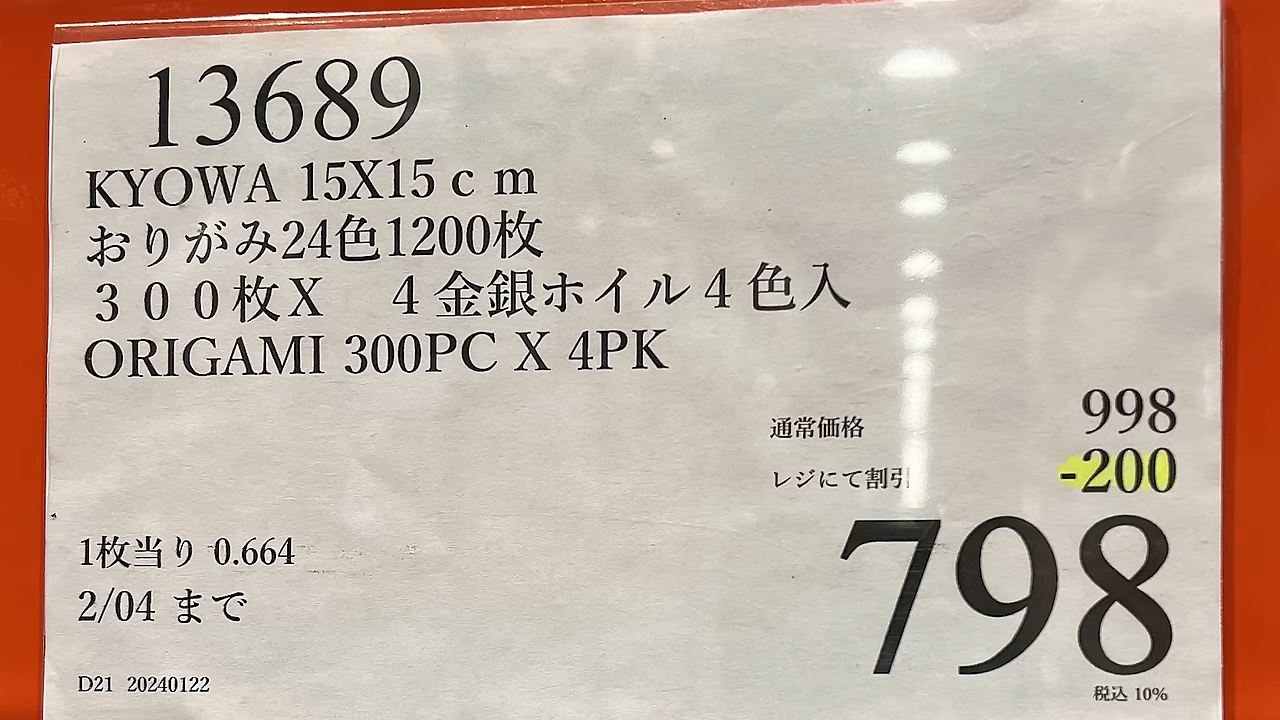 13689
KYOWA 15X15ｃｍ
おりがみ24色1200枚
３００枚X　４金銀ホイル４色入
ORIGAMI 300PC X 4PK
通常価格 998
レジにて割引 -200
798
1枚当り 0.664
2/04 まで
D21 20240122
税込 10%